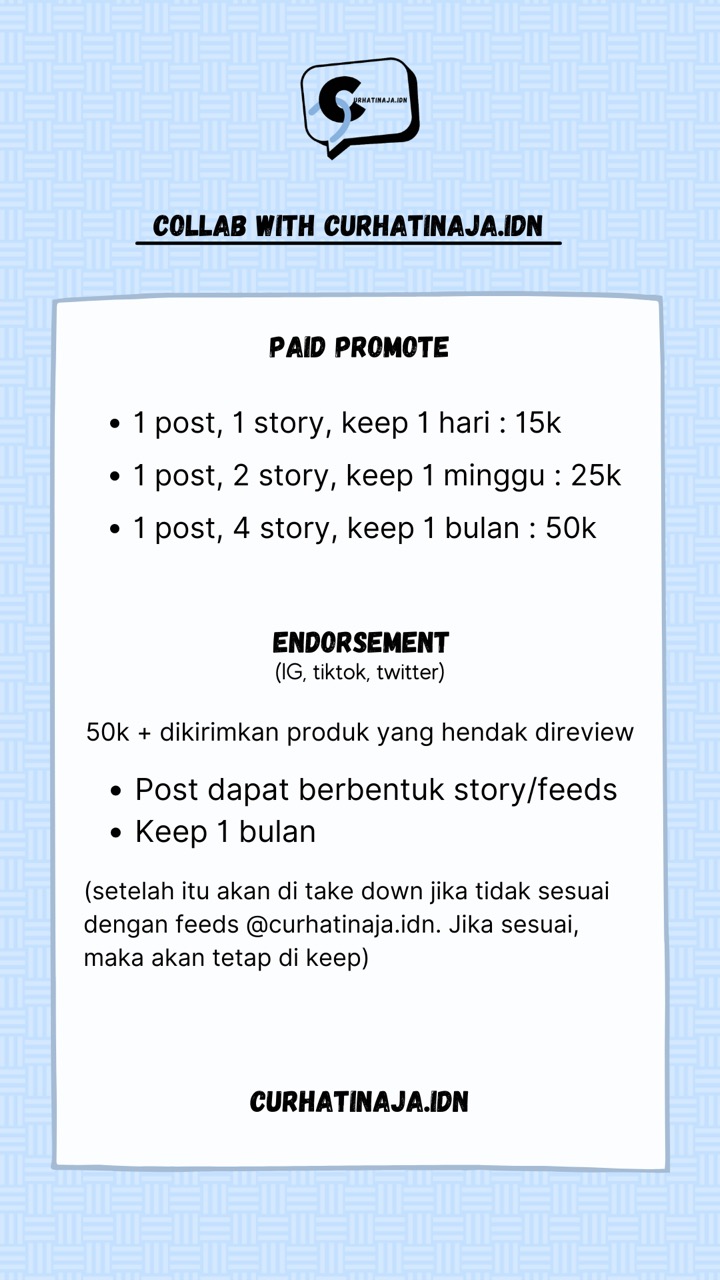 CURHATINAJA.IDN
COLLAB WITH CURHATINAJA.IDN
PAID PROMOTE
• 1 post, 1 story, keep 1 hari : 15k
• 1 post, 2 story, keep 1 minggu : 25k
• 1 post, 4 story, keep 1 bulan : 50k
ENDORSEMENT
(IG, tiktok, twitter)
50k + dikirimkan produk yang hendak direview
• Post dapat berbentuk story/feeds
• Keep 1 bulan
(setelah itu akan di take down jika tidak sesuai
dengan feeds @curhatinaja.idn. Jika sesuai,
maka akan tetap di keep)
CURHATINAJA.IDN